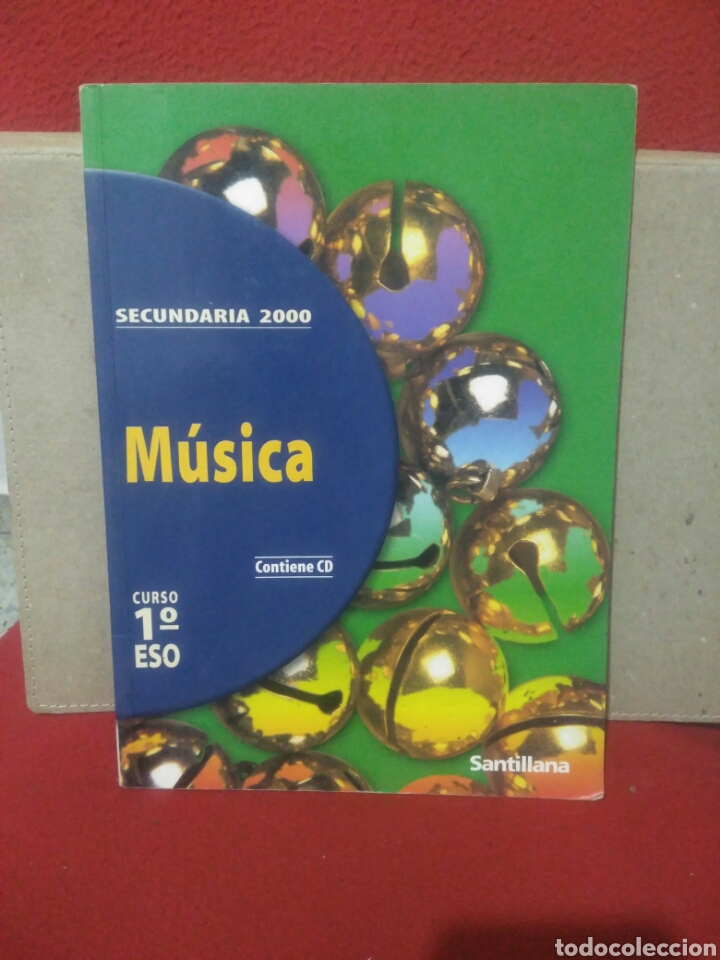 SECUNDARIA 2000
Música
Contiene CD
CURSO
1º
ESO
Santillana
todocoleccion